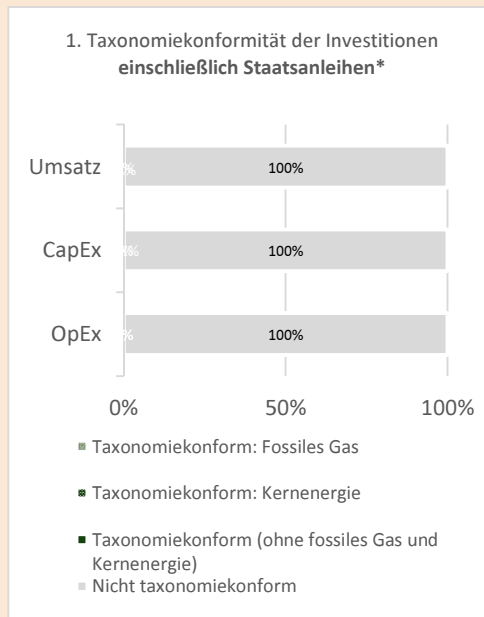 1. Taxonomiekonformität der Investitionen
einschließlich Staatsanleihen*
Umsatz
100%
CapEx
100%
OpEx
100%
0%
50%
100%
Taxonomiekonform: Fossiles Gas
Taxonomiekonform: Kernenergie
Taxonomiekonform (ohne fossiles Gas und
Kernenergie)
Nicht taxonomiekonform